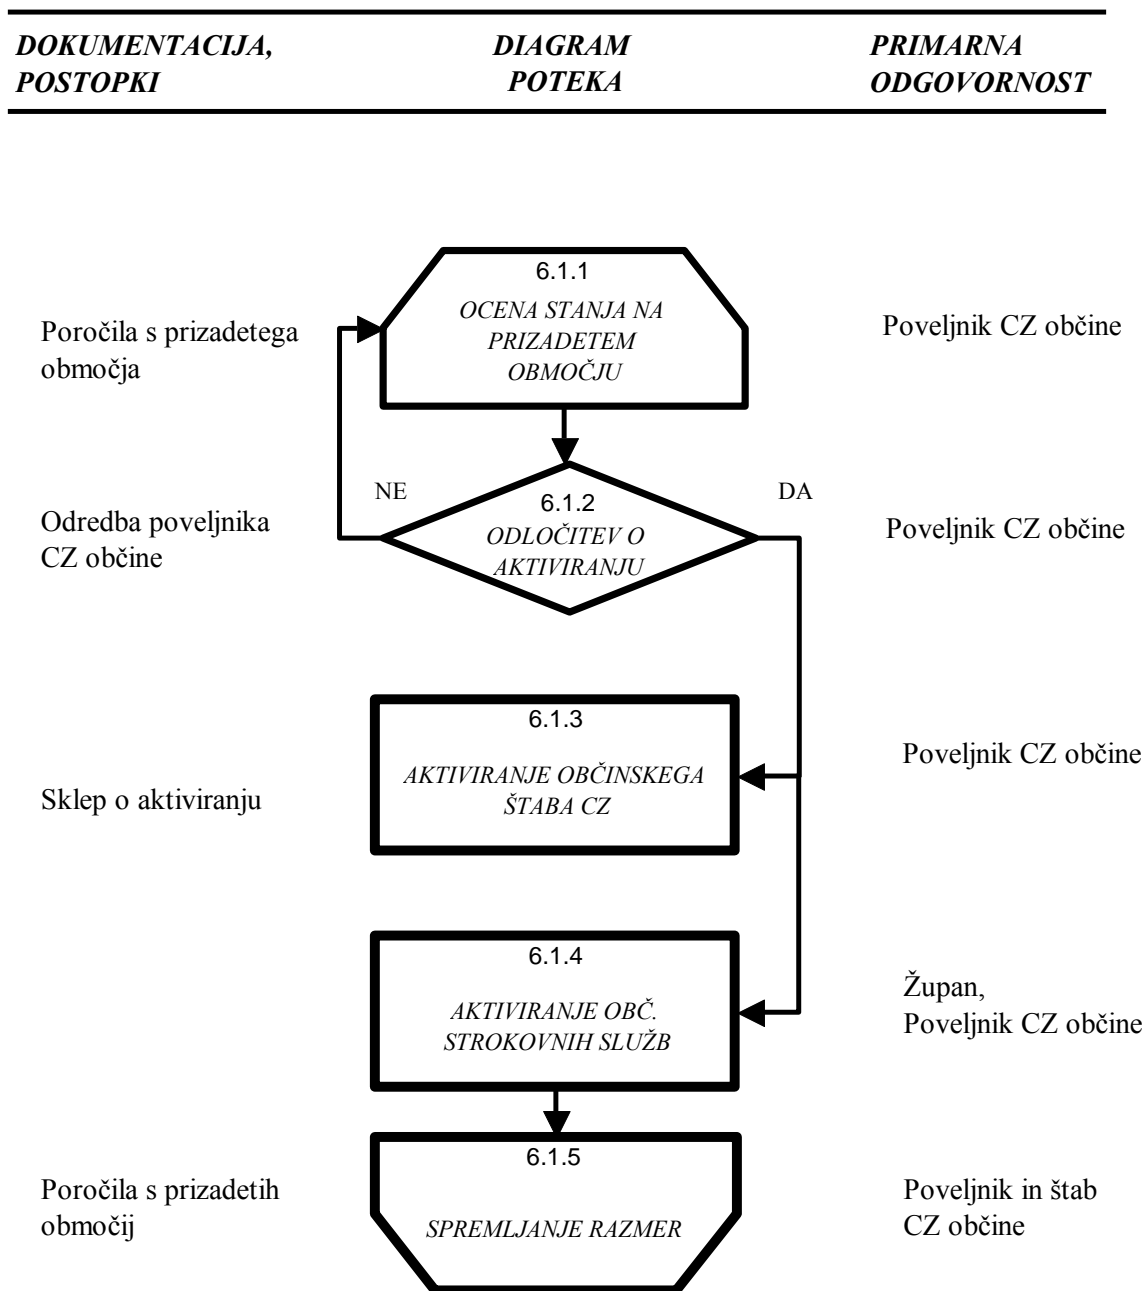 DOKUMENTACIJA,
POSTOPKI
DIAGRAM
POTEKA
PRIMARNA
ODGOVORNOST
Poročila s prizadetega
območja
6.1.1
OCENA STANJA NA
PRIZADETEM
OBMOČJU
Poveljnik CZ občine
Odredba poveljnika
CZ občine
NE
6.1.2
ODLOČITEV O
AKTIVIRANJU
DA
Poveljnik CZ občine
Sklep o aktiviranju
6.1.3
AKTIVIRANJE OBČINSKEGA
ŠTABA CZ
Poveljnik CZ občine
6.1.4
AKTIVIRANJE OBČ.
STROKOVNIH SLUŽB
Župan,
Poveljnik CZ občine
Poročila s prizadetih
območij
6.1.5
SPREMLJANJE RAZMER
Poveljnik in štab
CZ občine